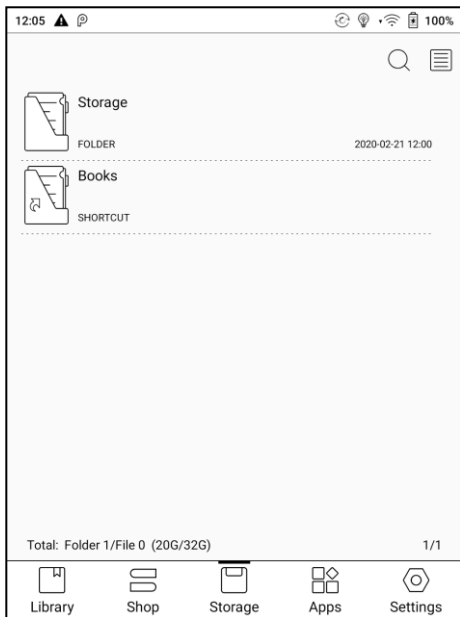 12:05 100%
Storage
FOLDER 2020-02-21 12:00
Books
SHORTCUT
Total: Folder 1/File 0 (20G/32G) 1/1
Library Shop Storage Apps Settings